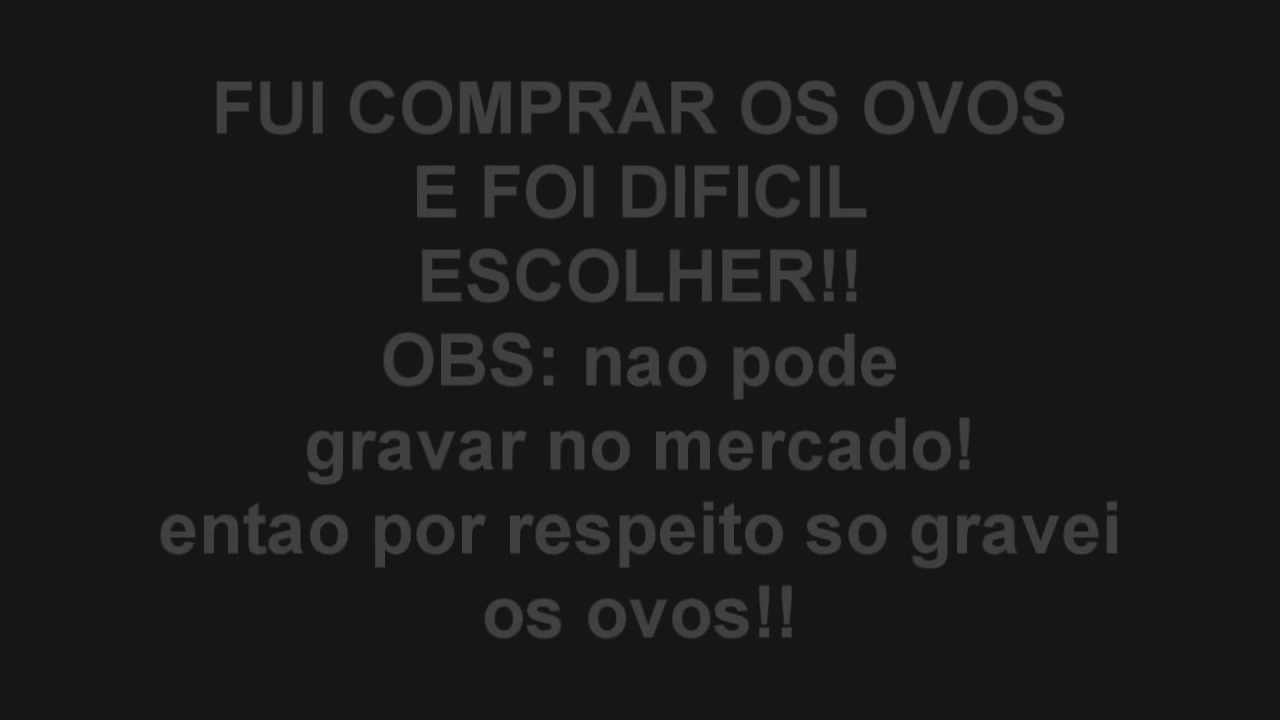 FUI COMPRAR OS OVOS
E FOI DIFICIL
ESCOLHER!!
OBS: nao pode
gravar no mercado!
entao por respeito so gravei
os ovos!!